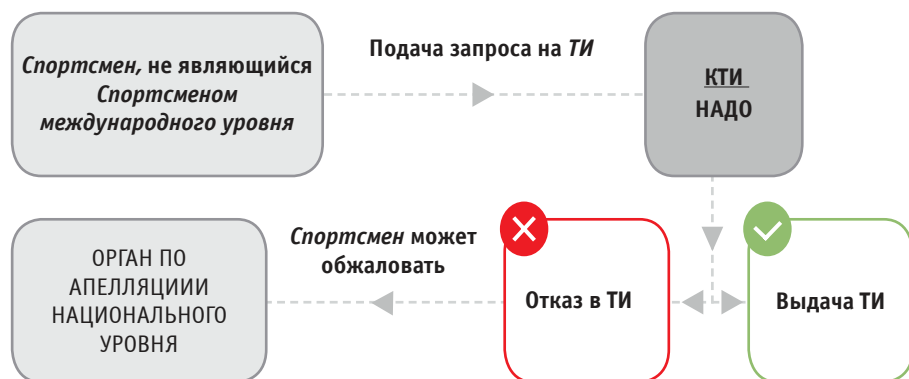 Спортсмен, не являющийся
Спортсменом
международного уровня
Подача запроса на ТИ
КТИ
НАДО
ОРГАН ПО
АПЕЛЛЯЦИИИ
НАЦИОНАЛЬНОГО
УРОВНЯ
Спортсмен может
обжаловать
Отказ в ТИ
Выдача ТИ